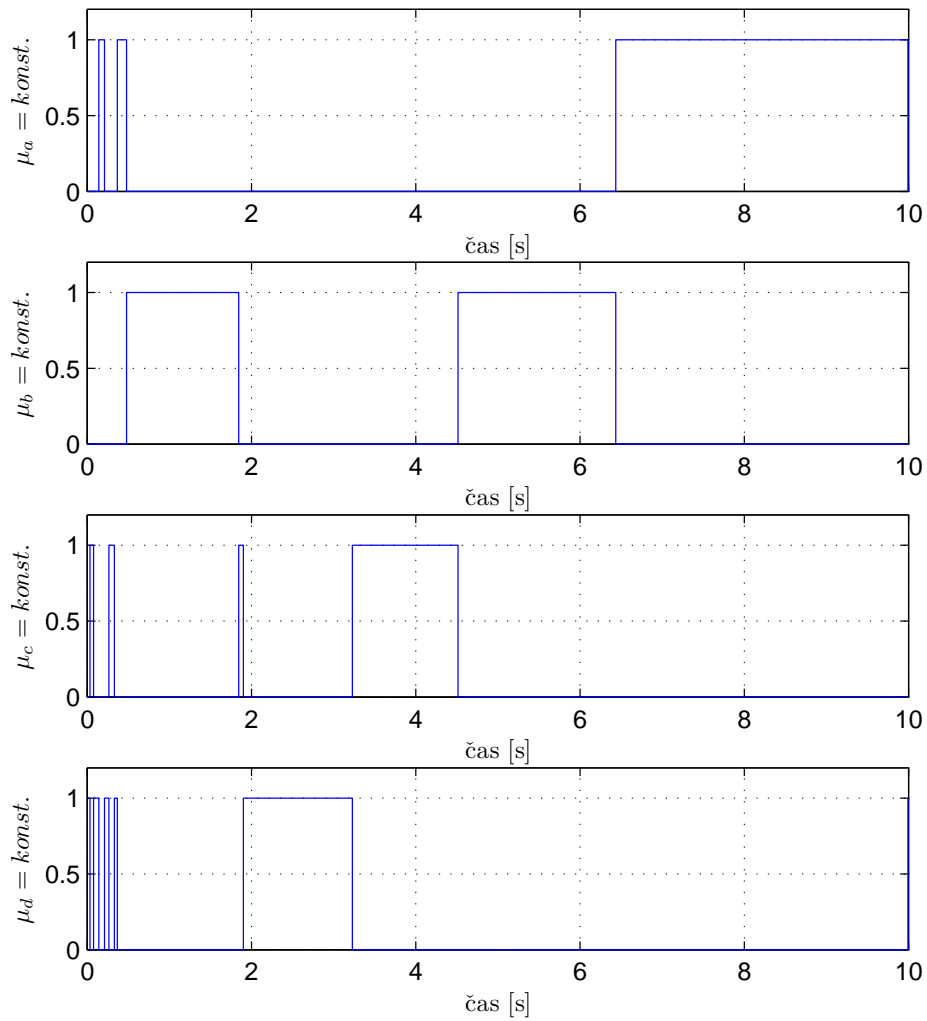 μa = konst.
1
0.5
0
0 2 4 6 8 10
čas [s]
μb = konst.
1
0.5
0
0 2 4 6 8 10
čas [s]
μc = konst.
1
0.5
0
0 2 4 6 8 10
čas [s]
μd = konst.
1
0.5
0
0 2 4 6 8 10
čas [s]